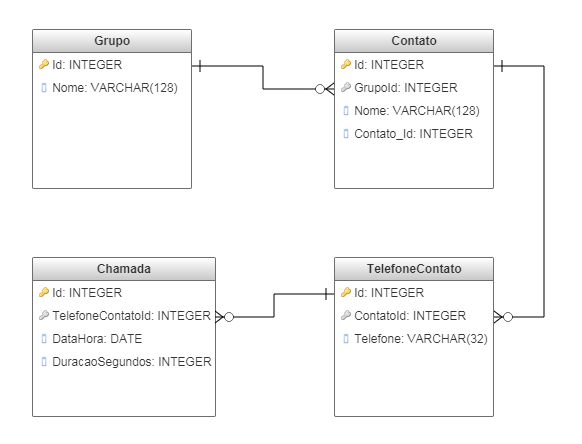 Grupo
Id: INTEGER
Nome: VARCHAR(128)
Contato
Id: INTEGER
GrupoId: INTEGER
Nome: VARCHAR(128)
Contato_Id: INTEGER
Chamada
Id: INTEGER
TelefoneContatoId: INTEGER
DataHora: DATE
DuracaoSegundos: INTEGER
TelefoneContato
Id: INTEGER
ContatoId: INTEGER
Telefone: VARCHAR(32)